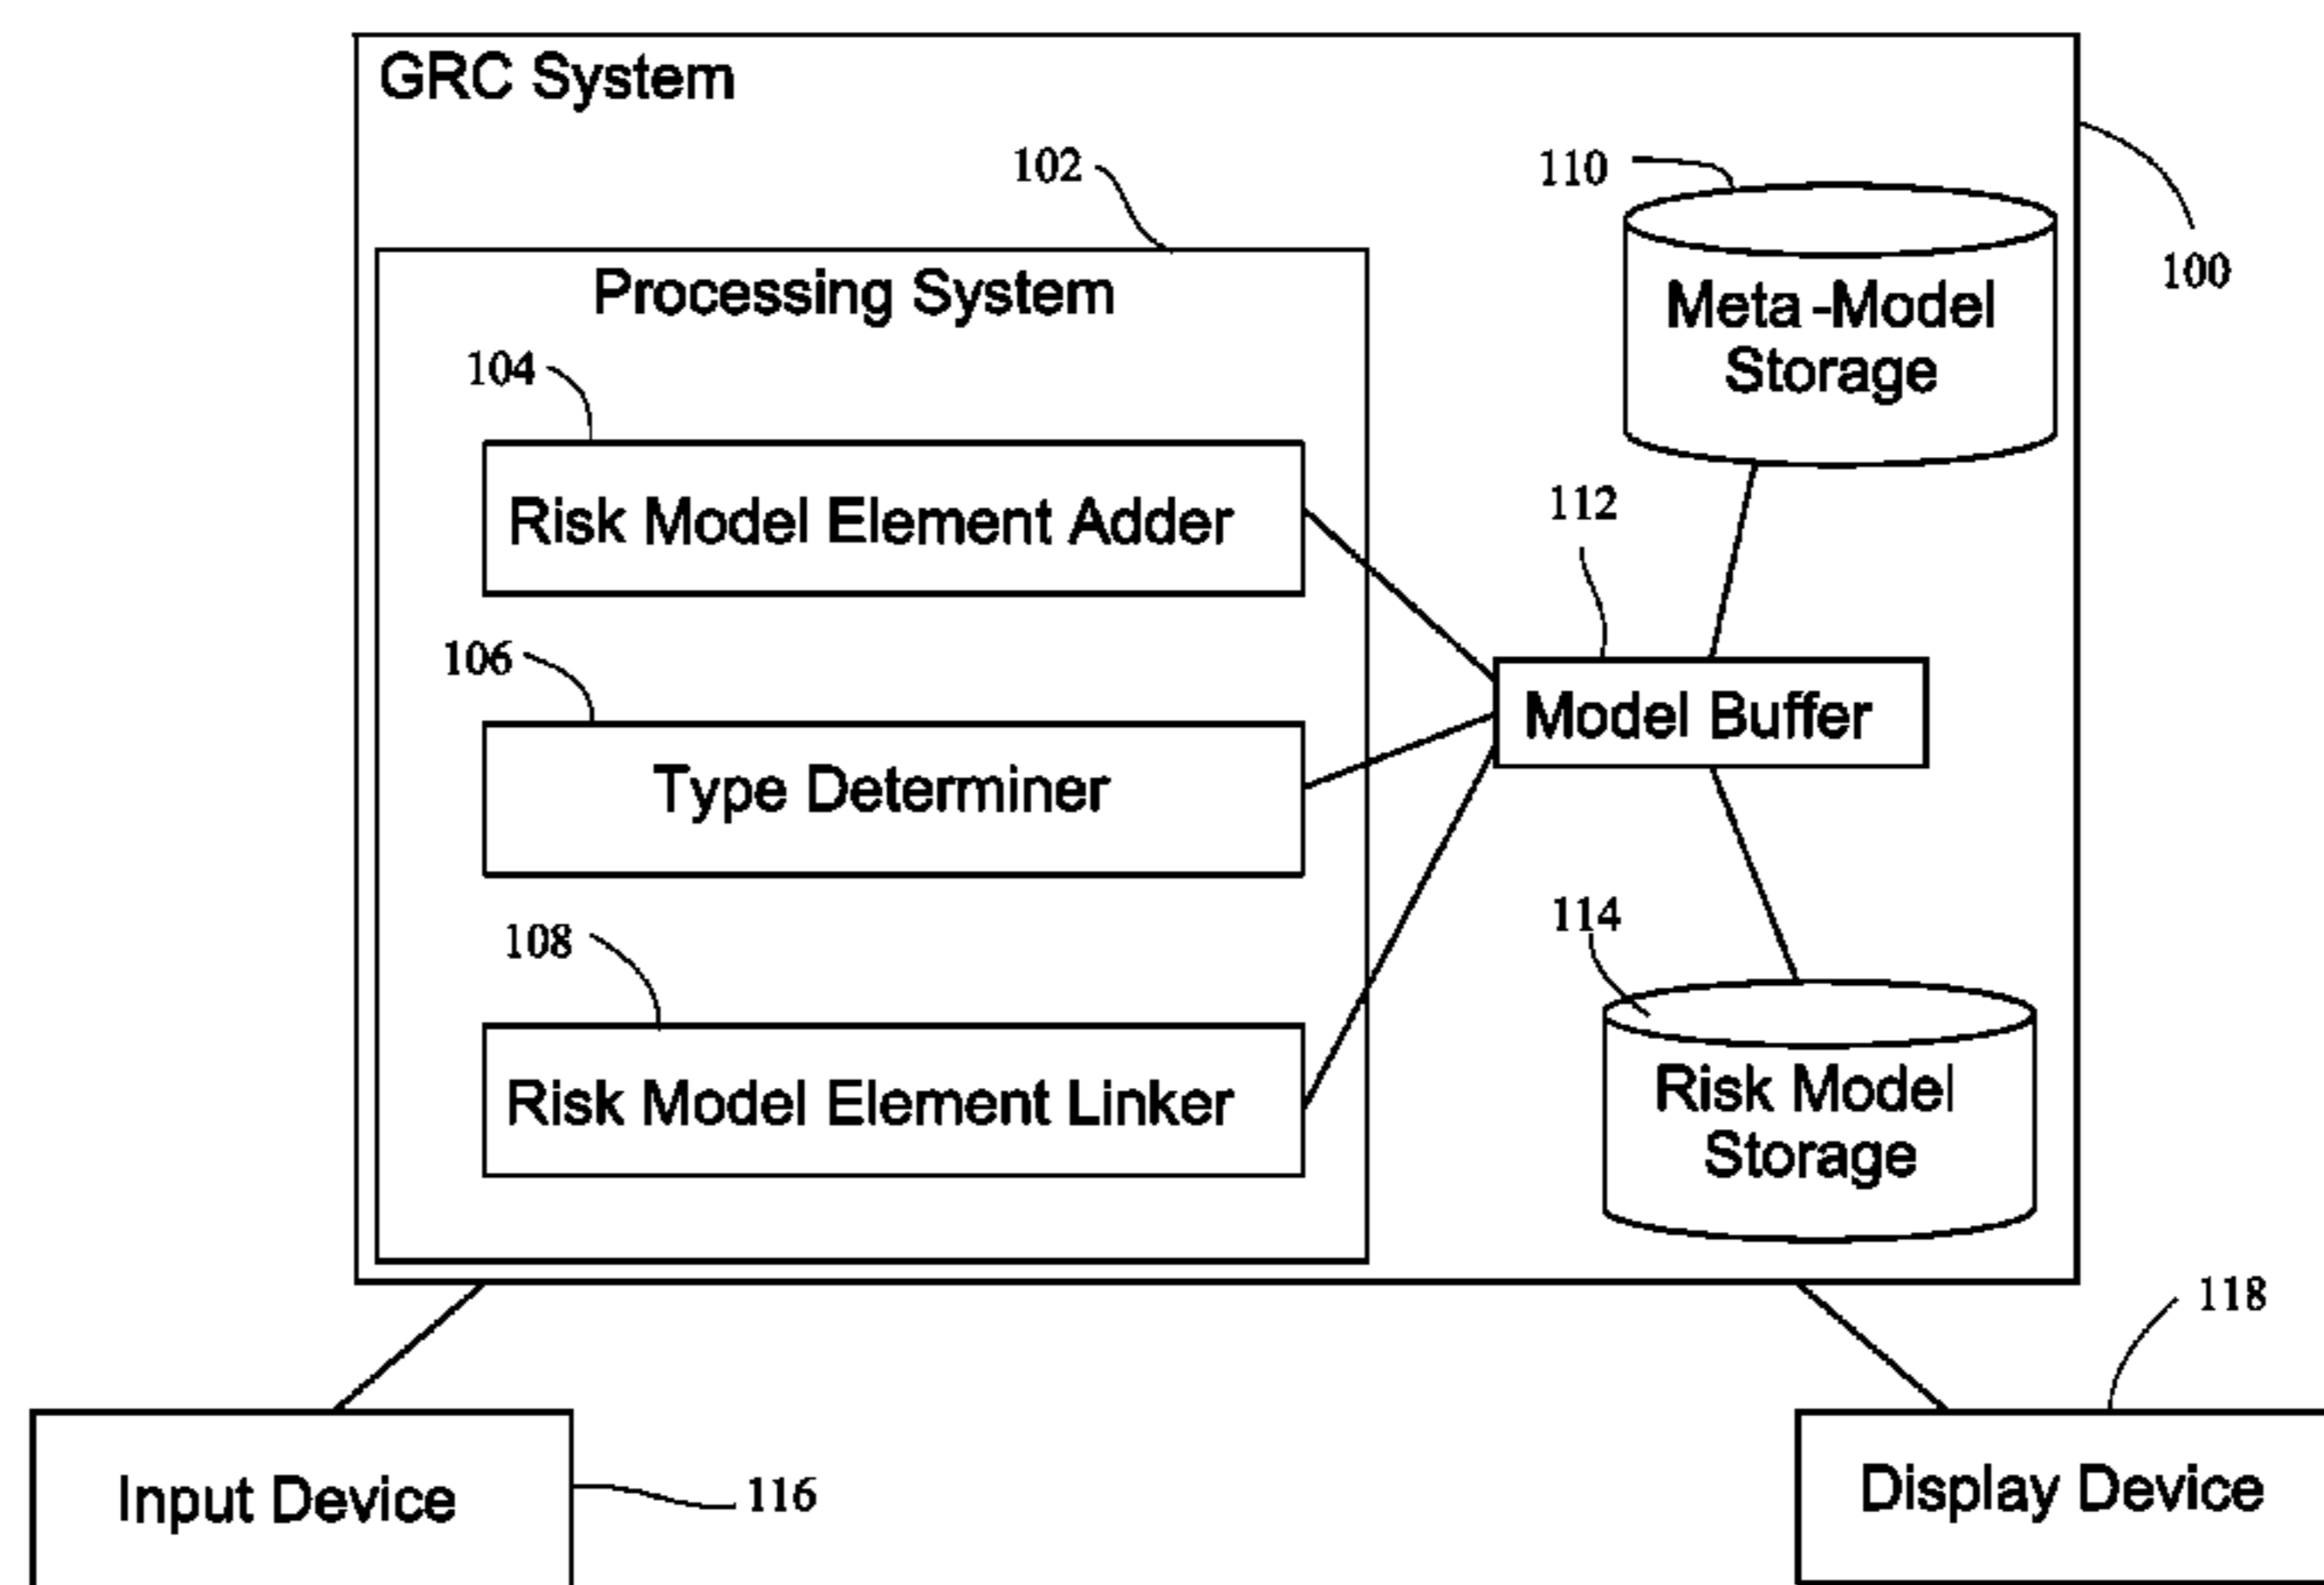 GRC System
102
110
100
Processing System
Meta-Model
Storage
104
Risk Model Element Adder
112
106
Model Buffer
Type Determiner
114
108
Risk Model
Storage
Risk Model Element Linker
118
Input Device
116
Display Device